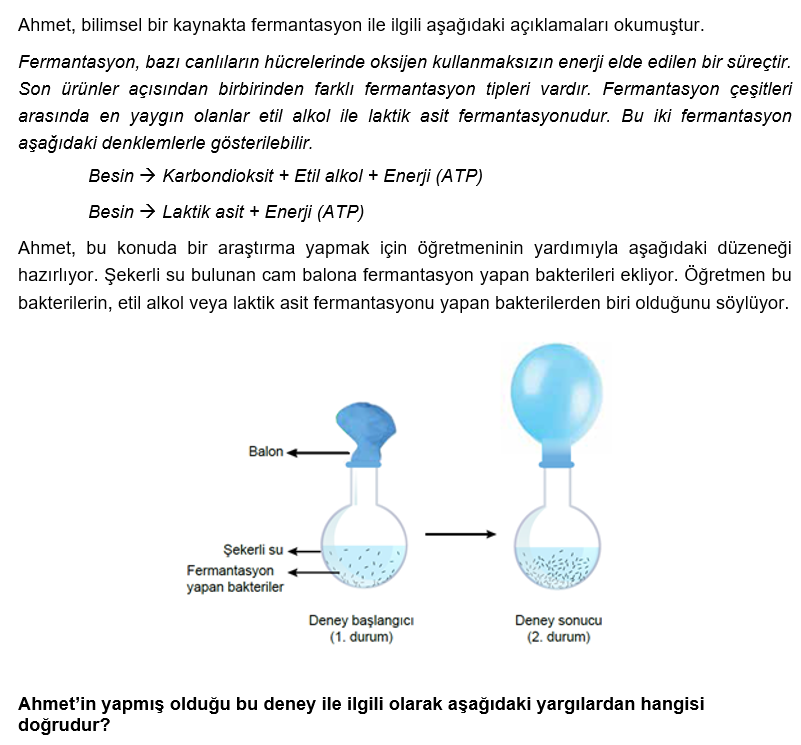 Ahmet, bilimsel bir kaynakta fermantasyon ile ilgili aşağıdaki açıklamaları okumuştur.
Fermantasyon, bazı canlıların hücrelerinde oksijen kullanmaksızın enerji elde edilen bir süreçtir.
Son ürünler açısından birbirinden farklı fermantasyon tipleri vardır. Fermantasyon çeşitleri
arasında en yaygın olanlar etil alkol ile laktik asit fermantasyonudur. Bu iki fermantasyon
aşağıdaki denklemlerle gösterilebilir.
Besin → Karbondioksit + Etil alkol + Enerji (ATP)
Besin → Laktik asit + Enerji (ATP)
Ahmet, bu konuda bir araştırma yapmak için öğretmeninin yardımıyla aşağıdaki düzeneği
hazırlıyor. Şekerli su bulunan cam balona fermantasyon yapan bakterileri ekliyor. Öğretmen bu
bakterilerin, etil alkol veya laktik asit fermantasyonu yapan bakterilerden biri olduğunu söylüyor.
Balon
Şekerli su
Fermantasyon
yapan bakteriler
Deney başlangıcı
(1. durum)
Deney sonucu
(2. durum)
Ahmet'in yapmış olduğu bu deney ile ilgili olarak aşağıdaki yargılardan hangisi
doğrudur?